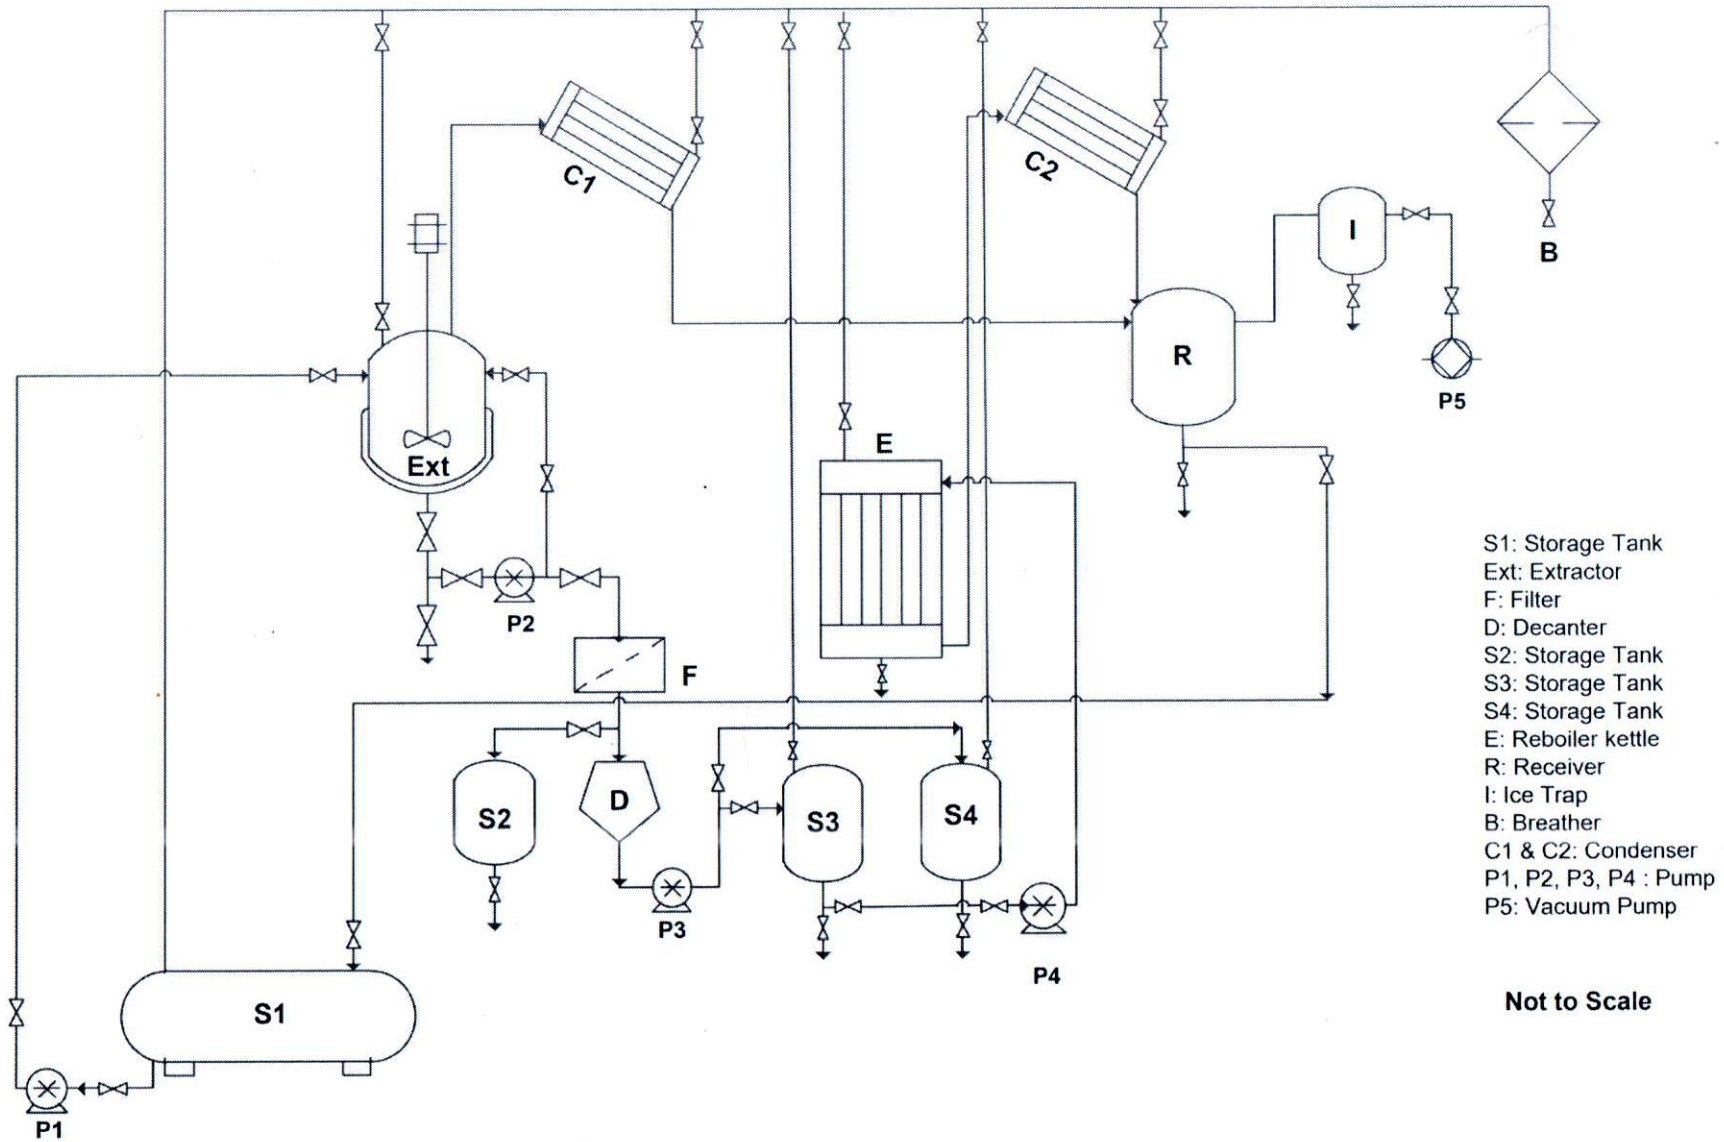 C1
C2
I
B
R
P5
E
Ext
P2
F
S2
D
S3
S4
P3
P4
S1
P1
S1: Storage Tank
Ext: Extractor
F: Filter
D: Decanter
S2: Storage Tank
S3: Storage Tank
S4: Storage Tank
E: Reboiler kettle
R: Receiver
I: Ice Trap
B: Breather
C1 & C2: Condenser
P1, P2, P3, P4 : Pump
P5: Vacuum Pump
Not to Scale